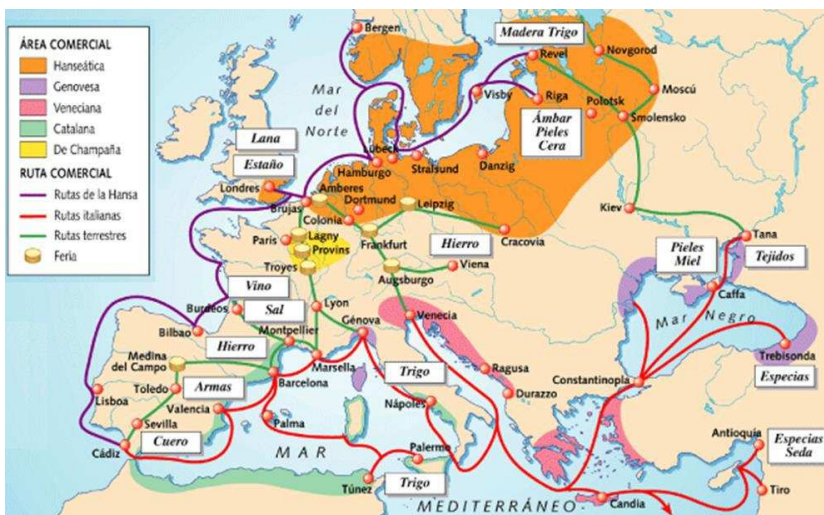 ÁREA COMERCIAL
Hanseática
Genovesa
Veneciana
Catalana
De Champaña
RUTA COMERCIAL
Rutas de la Hansa
Rutas italianas
Rutas terrestres
Feria
Bergen
Mar
del
Norte
Madera Trigo
Revel
Novgorod
Visby
Riga
Polotsk
Moscú
Smolensko
Ámbar
Pieles
Cera
Lana
Estaño
Londres
Lübeck
Hamburgo
Stralsund
Danzig
Amberes
Brujas
Dortmund
Colonia
Leipzig
Kiev
París
Lagny
Provins
Troyes
Frankfurt
Cracovia
Hierro
Viena
Augsburgo
Tana
Pieles
Miel
Tejidos
Caffa
Vino
Burdeos
Sal
Lyon
Génova
Venecia
Mar Negro
Bilbao
Hierro
Montpellier
Marsella
Medina
del Campo
Toledo
Armas
Barcelona
Trigo
Ragusa
Durazzo
Constantinopla
Trebisonda
Especias
Lisboa
Valencia
Sevilla
Cuero
Palma
Nápoles
Cádiz
MAR
Palermo
Antioquía
Especias
Seda
Túnez
Trigo
MEDITERRÁNEO
Candia
Tiro